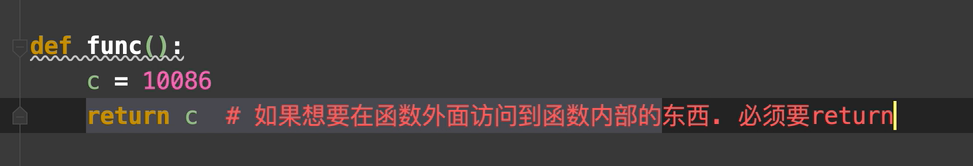 def func():
    c = 10086
    return c  # 如果想要在函数外面访问到函数内部的东西. 必须要return